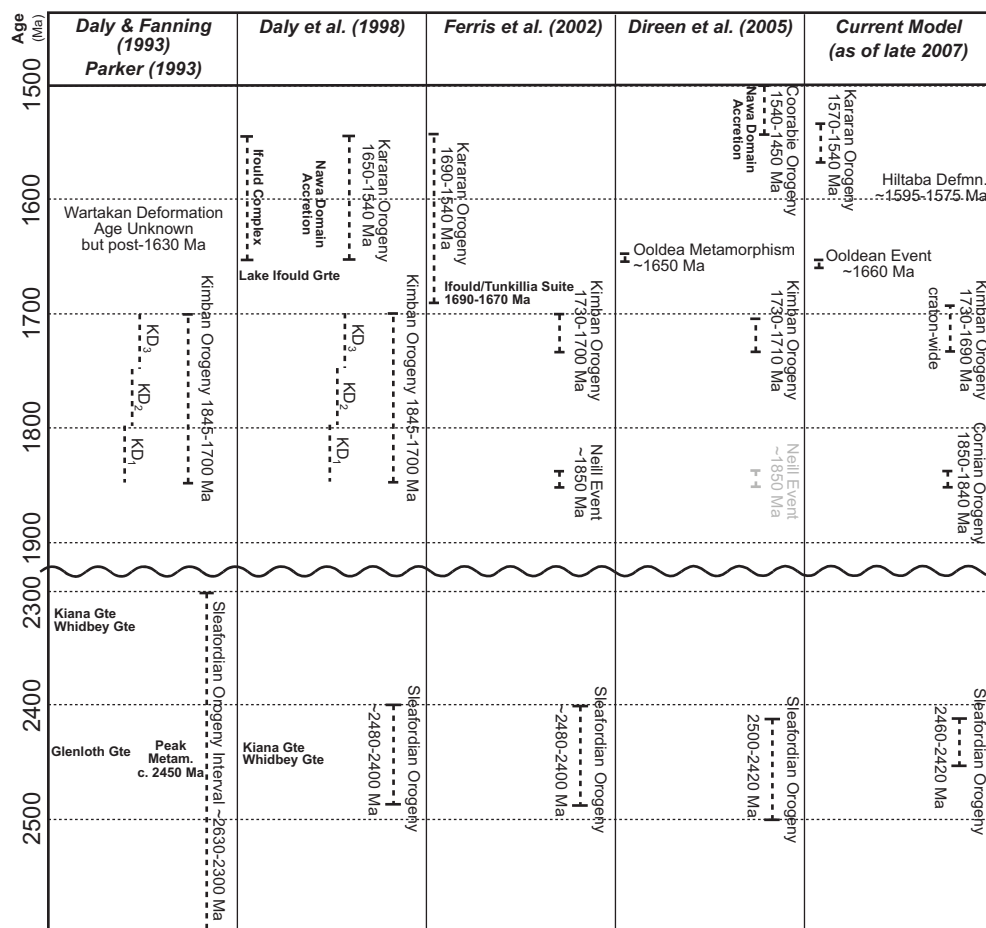 Age
(Ma)
Daly & Fanning
(1993)
Parker (1993)
Daly et al. (1998)
Ferris et al. (2002)
Direen et al. (2005)
Current Model
(as of late 2007)
1500
1600
1700
1800
1900
2300
2400
2500
Wartakan Deformation
Age Unknown
but post-1630 Ma
KD3
KD2
KD1
Kimban Orogeny 1845-1700 Ma
Kiana Gte
Whidbey Gte
Glenloth Gte
Peak
Metam.
c. 2450 Ma
Sleafordian Orogeny Interval ~2630-2300 Ma
Ifould Complex
Nawa Domain
Accretion
Kararan Orogeny
1650-1540 Ma
Lake Ifould Grte
KD3
KD2
KD1
Kimban Orogeny 1845-1700 Ma
Kiana Gte
Whidbey Gte
Sleafordian Orogeny
~2480-2400 Ma
Kararan Orogeny
1690-1540 Ma
Ifould/Tunkillia Suite
1690-1670 Ma
Kimban Orogeny
1730-1700 Ma
Neill Event
~1850 Ma
Sleafordian Orogeny
~2480-2400 Ma
Nawa Domain
Accretion
Coorabie Orogeny
1540-1450 Ma
Ooldea Metamorphism
~1650 Ma
Kimban Orogeny
1730-1710 Ma
Neill Event
~1850 Ma
Sleafordian Orogeny
2500-2420 Ma
Kararan Orogeny
1570-1540 Ma
Hiltaba Defmn.
~1595-1575 Ma
Ooldean Event
~1660 Ma
Kimban Orogeny
1730-1690 Ma
craton-wide
Cornian Orogeny
1850-1840 Ma
Sleafordian Orogeny
2460-2420 Ma